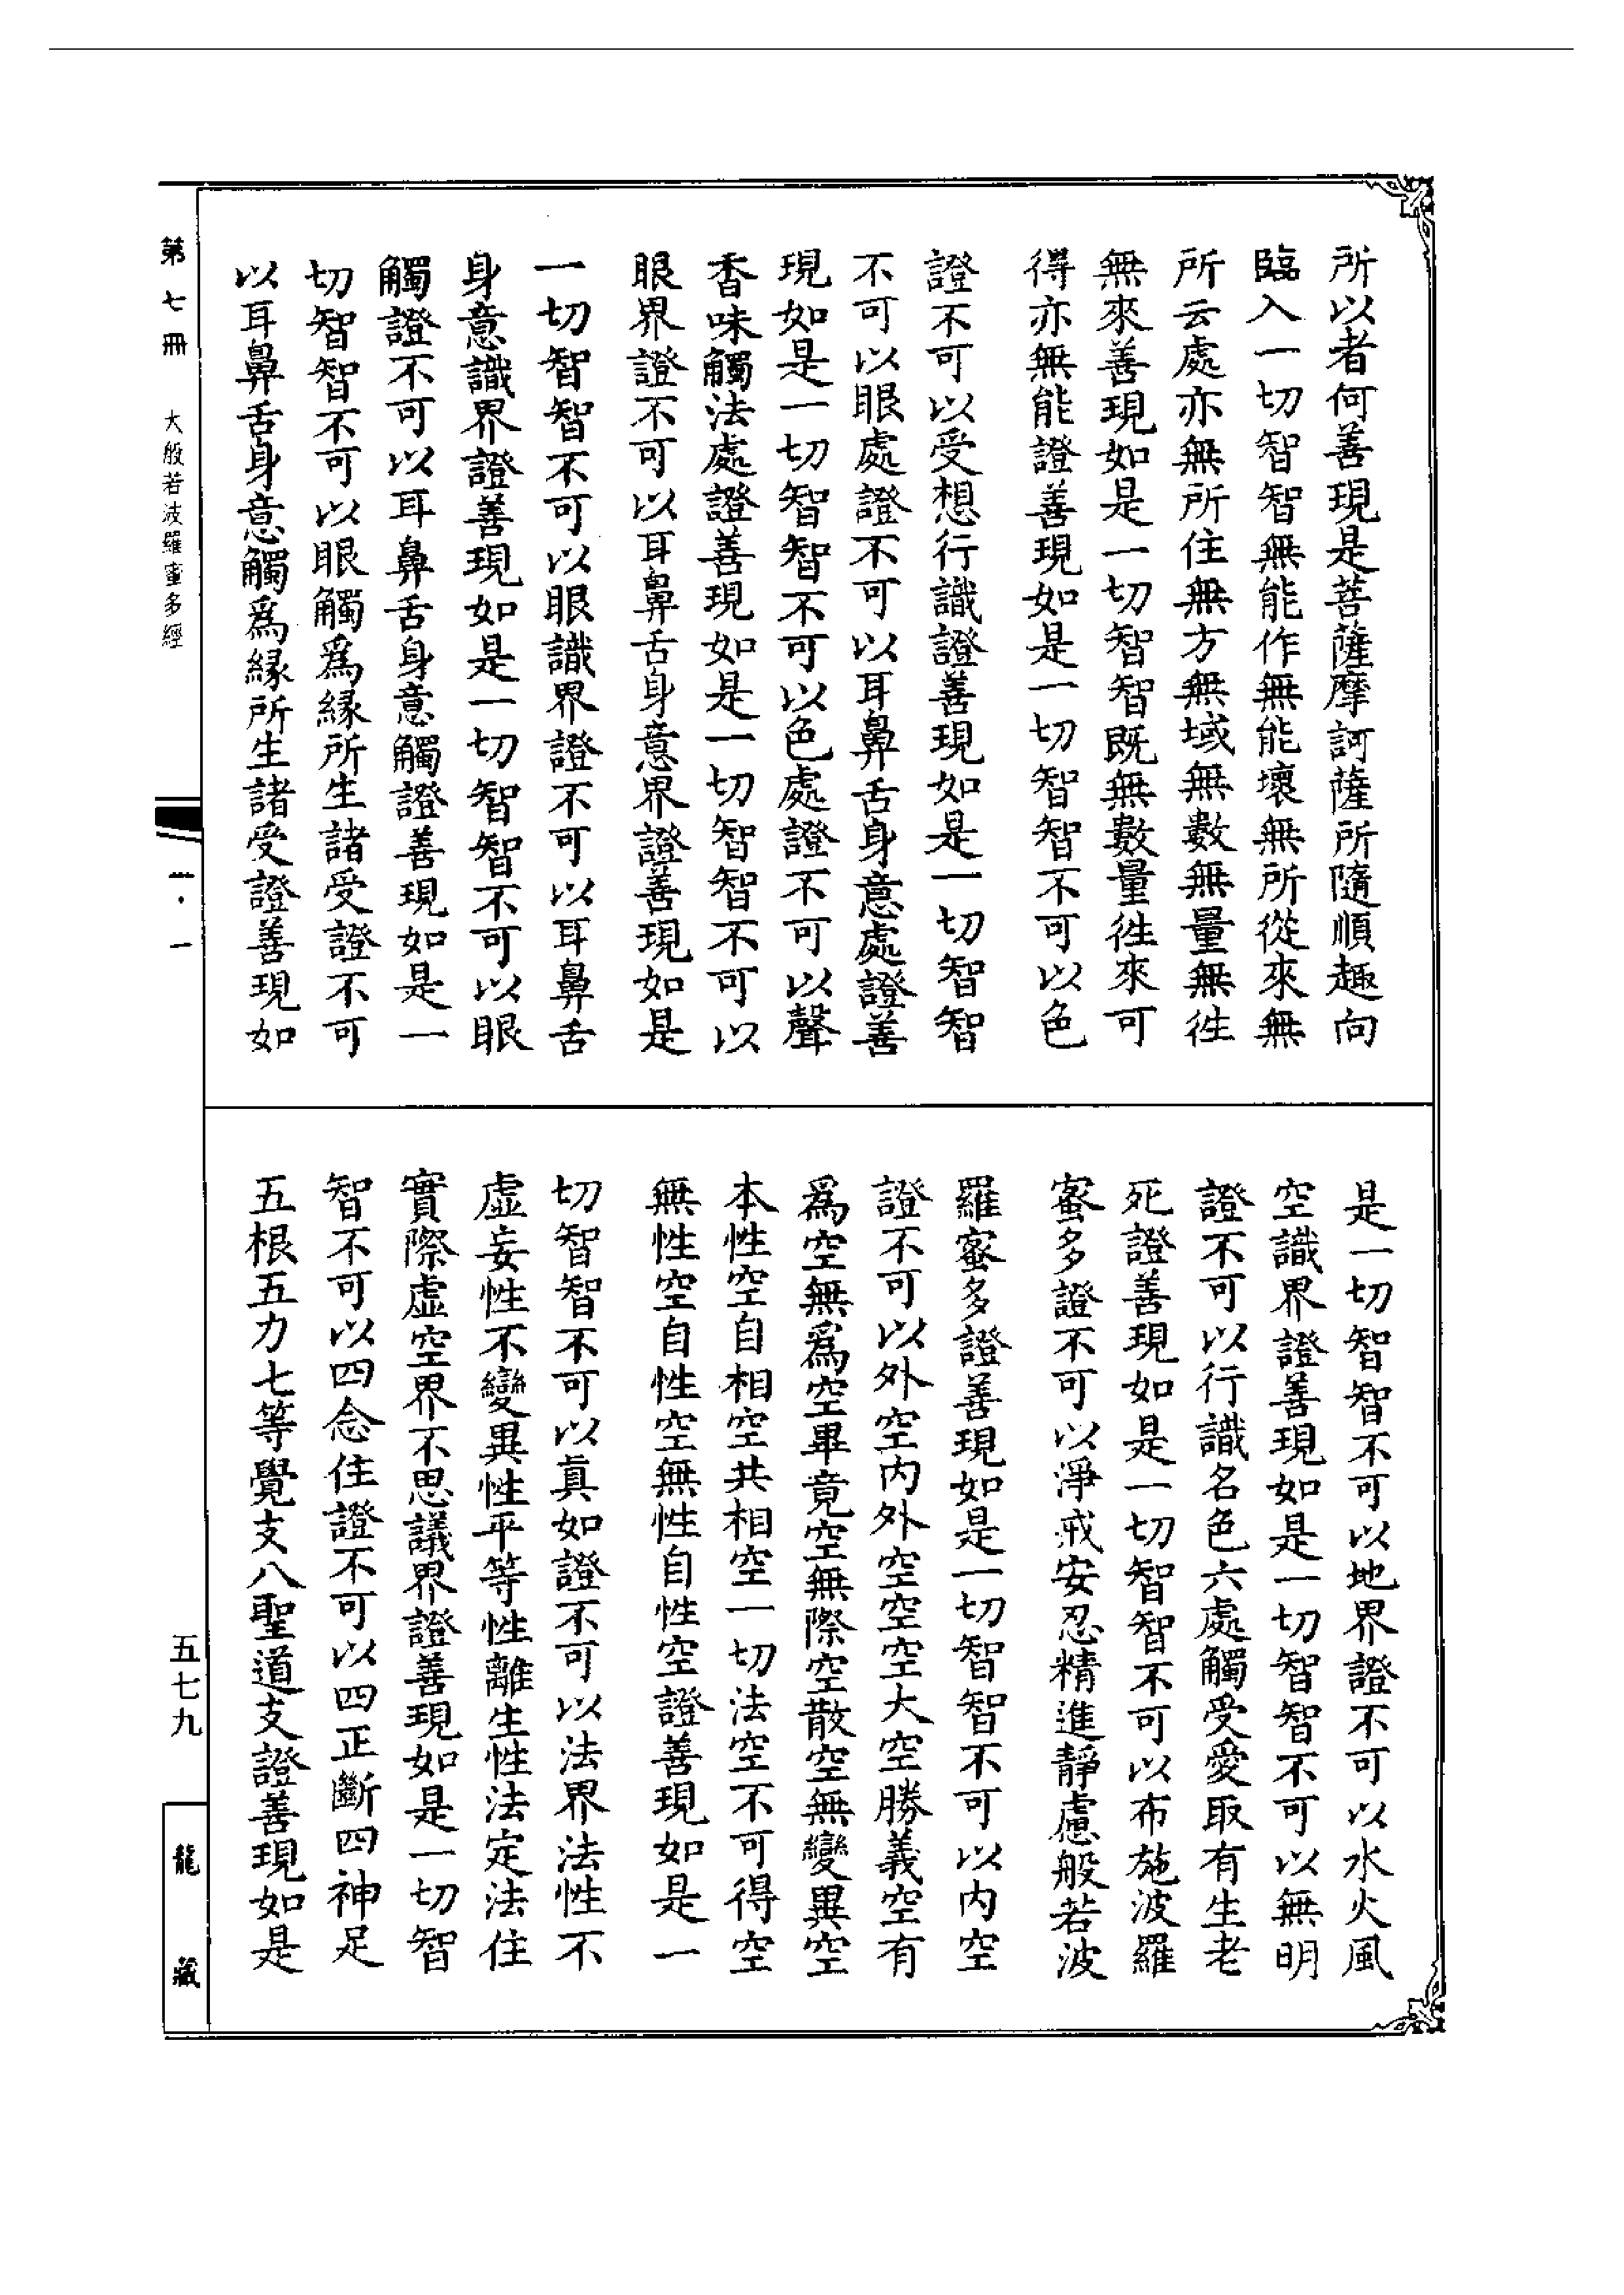 所以者何善現是菩薩摩訶薩所隨順趣向
臨入一切智智無能作無能壞無所從來無
所云處亦無所住無方無域無數無量無徃
無來善現如是一切智智既無數量徃來可
得亦無能證善現如是一切智智不可以色
證不可以受想行識證善現如是一切智智
不可以眼處證不可以耳鼻舌身意處證善
現如是一切智智不可以色處證不可以聲
香味觸法處證善現如是一切智智不可以
眼界證不可以耳鼻舌身意界證善現如是
一切智智不可以眼識界證不可以耳鼻舌
身意識界證善現如是一切智智不可以眼
觸證不可以耳鼻舌身意觸證善現如是一
切智智不可以眼觸爲緣所生諸受證不可
以耳鼻舌身意觸爲緣所生諸受證善現如
是一切智智不可以地界證不可以水火風
空識界證善現如是一切智智不可以無明
證不可以行識名色六處觸受愛取有生老
死證善現如是一切智智不可以布施波羅
蜜多證不可以淨戒安忍精進靜慮般若波
羅蜜多證善現如是一切智智不可以内空
證不可以外空内外空空空大空勝義空有
爲空無爲空畢竟空無際空散空無變異空
本性空自相空共相空一切法空不可得空
無性空自性空無性自性空證善現如是一
切智智不可以真如證不可以法界法性不
虛妄性不變異性平等性離生性法定法住
實際虛空界不思議界證善現如是一切智
智不可以四念住證不可以四正斷四神足
五根五力七等覺支八聖道支證善現如是
第七冊 大般若波羅蜜多經
五七九
龍藏